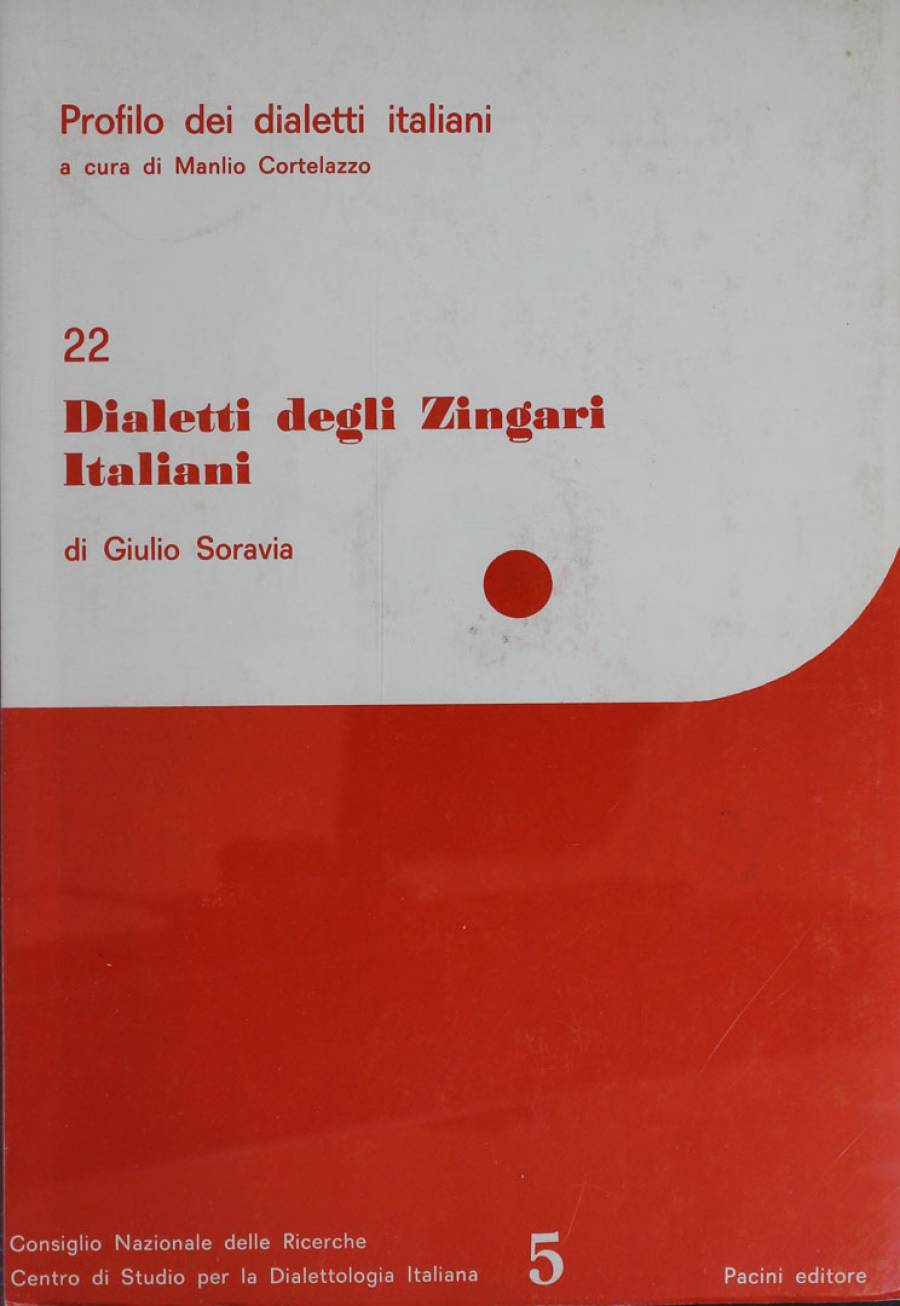 Profilo dei dialetti italiani
a cura di Manlio Cortelazzo
22
Dialetti degli Zingari
Italiani
di Giulio Soravia
Consiglio Nazionale delle Ricerche
Centro di Studio per la Dialettologia Italiana
5
Pacini editore